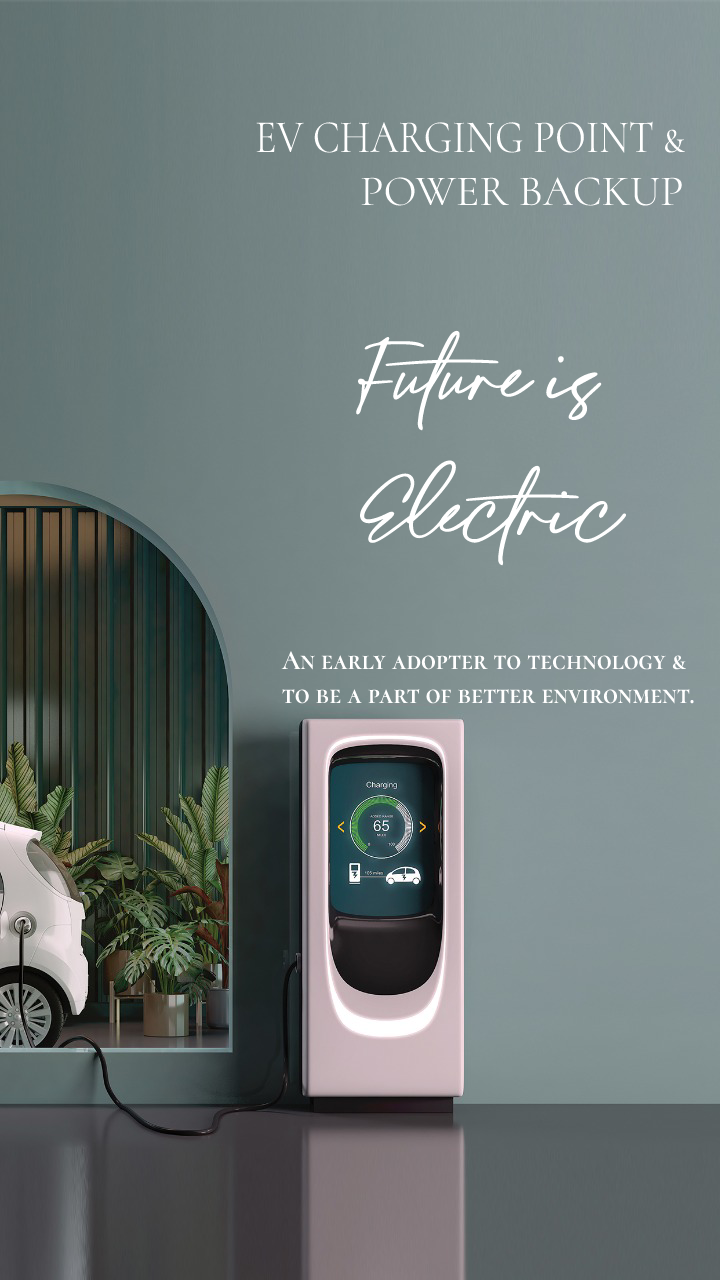 EV CHARGING POINT &
POWER BACKUP
Future is
Electric
AN EARLY ADOPTER TO TECHNOLOGY &
TO BE A PART OF BETTER ENVIRONMENT.
Charging
65